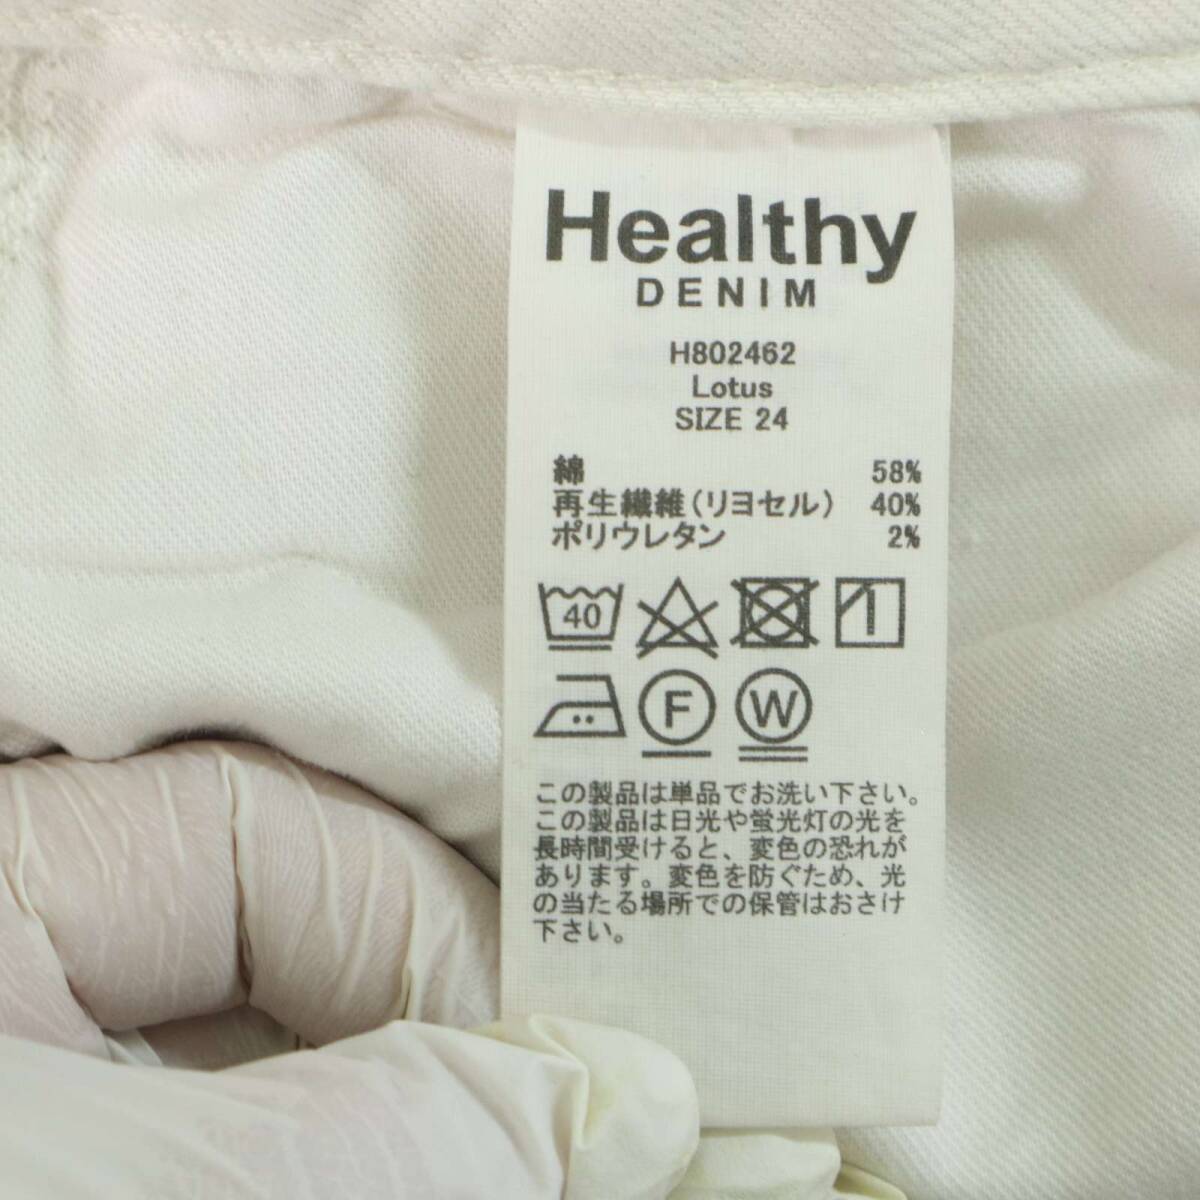 Healthy
DENIM
H802462
Lotus
SIZE 24
綿 58%
再生繊維(リヨセル) 40%
ポリウレタン 2%
40
F W
この製品は単品でお洗い下さい。
この製品は日光や蛍光灯の光を
長時間受けると、変色の恐れが
あります。変色を防ぐため、光
の当たる場所での保管はおさけ
下さい。